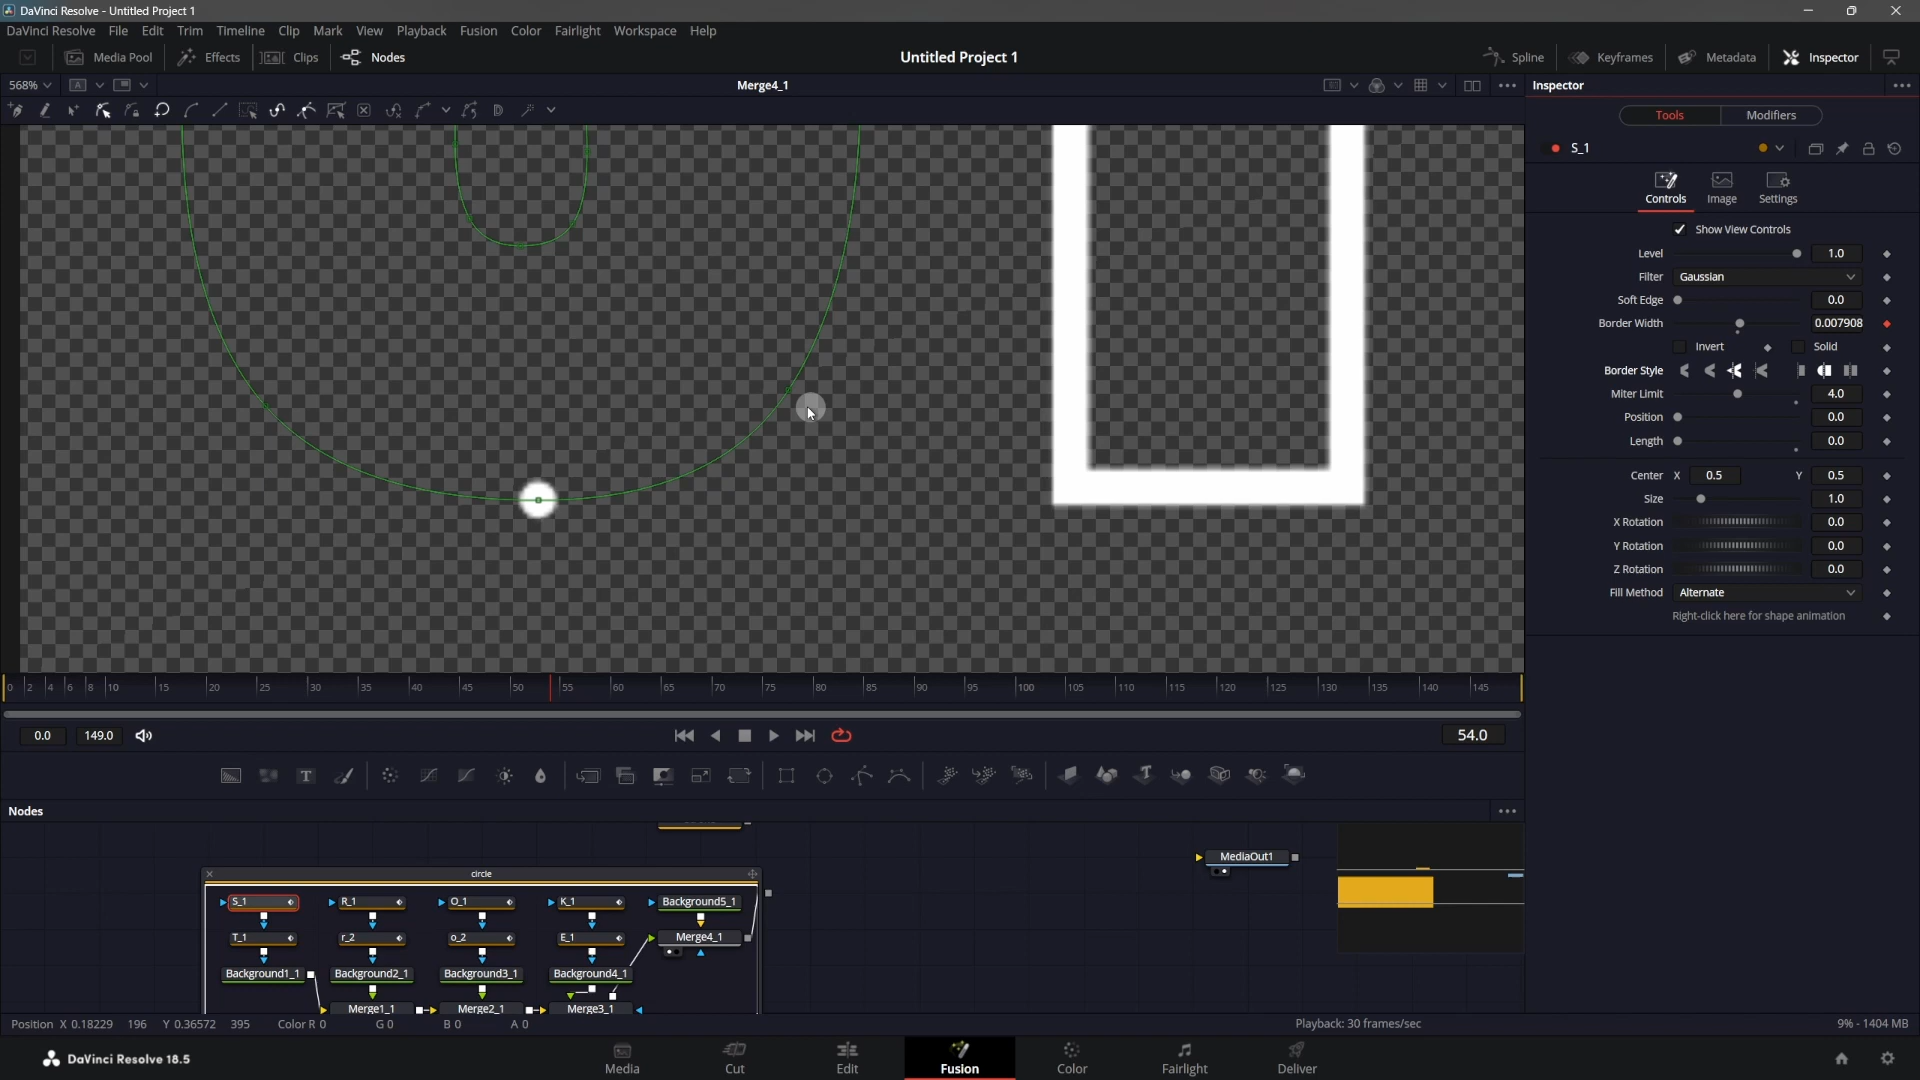 DaVinci Resolve - Untitled Project 1
DaVinci Resolve File Edit Trim Timeline Clip Mark View Playback Fusion Color Fairlight Workspace Help
Media Pool Effects Clips Nodes Untitled Project 1 Spline Keyframes Metadata Inspector
568% A Merge4_1 Inspector
Tools Modifiers
S_1
Controls Image Settings
Show View Controls
Level 1.0
Filter Gaussian
Soft Edge 0.0
Border Width 0.007908
Invert Solid
Border Style
Miter Limit 4.0
Position 0.0
Length 0.0
Center X 0.5 Y 0.5
Size 1.0
X Rotation 0.0
Y Rotation 0.0
Z Rotation 0.0
Fill Method Alternate
Right-click here for shape animation
0 2 4 6 8 10 15 20 25 30 35 40 45 50 55 60 65 70 75 80 85 90 95 100 105 110 115 120 125 130 135 140 145
0.0 149.0 54.0
Nodes
MediaOut1
circle
S_1 R_1 O_1 K_1 Background5_1
T_1 r_2 o_2 E_1 Merge4_1
Background1_1 Background2_1 Background3_1 Background4_1
Merge1_1 Merge2_1 Merge3_1
Position X 0.18229 196 Y 0.36572 395 Color R 0 G 0 B 0 A 0 Playback: 30 frames/sec 9% - 1404 MB
DaVinci Resolve 18.5 Media Cut Edit Fusion Color Fairlight Deliver